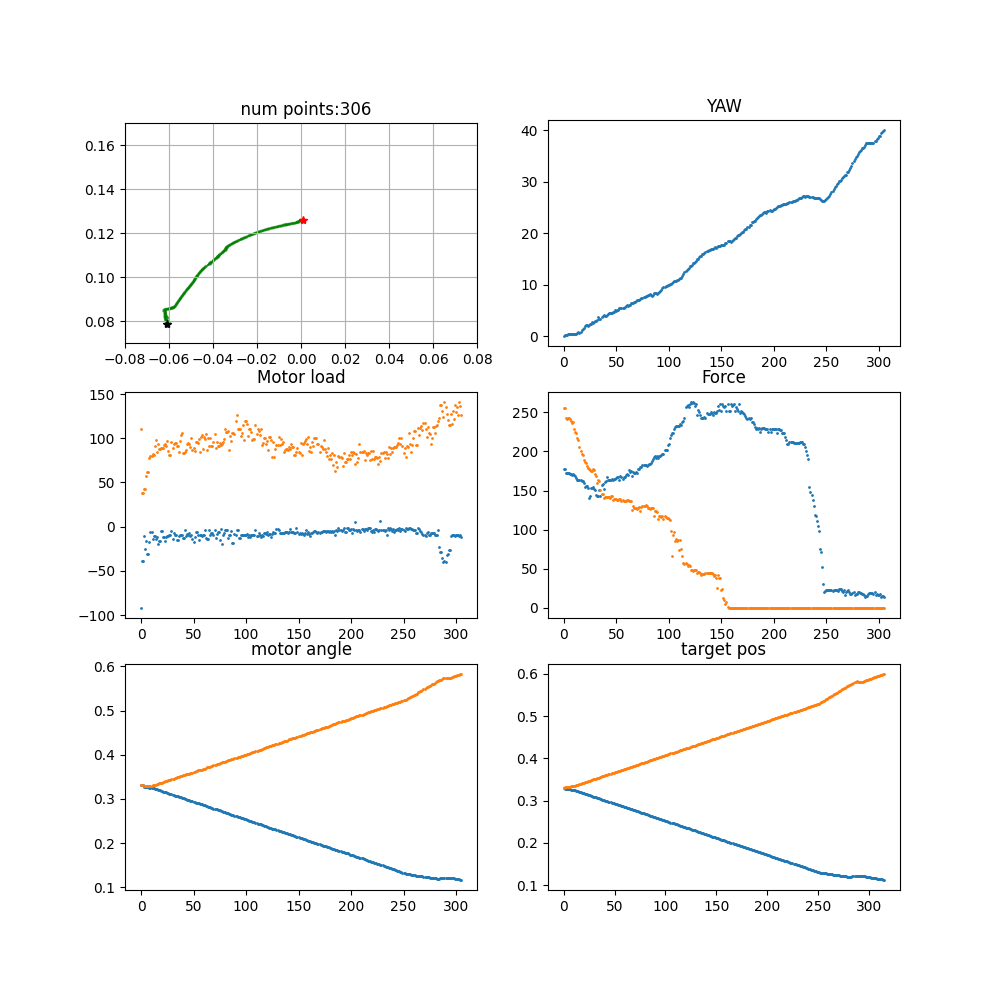 num points:306
0.16
0.14
0.12
0.10
0.08
−0.08 −0.06 −0.04 −0.02 0.00 0.02 0.04 0.06 0.08
YAW
40
30
20
10
0
0 50 100 150 200 250 300
Motor load
150
100
50
0
−50
−100
0 50 100 150 200 250 300
Force
250
200
150
100
50
0
0 50 100 150 200 250 300
motor angle
0.6
0.5
0.4
0.3
0.2
0.1
0 50 100 150 200 250 300
target pos
0.6
0.5
0.4
0.3
0.2
0.1
0 50 100 150 200 250 300